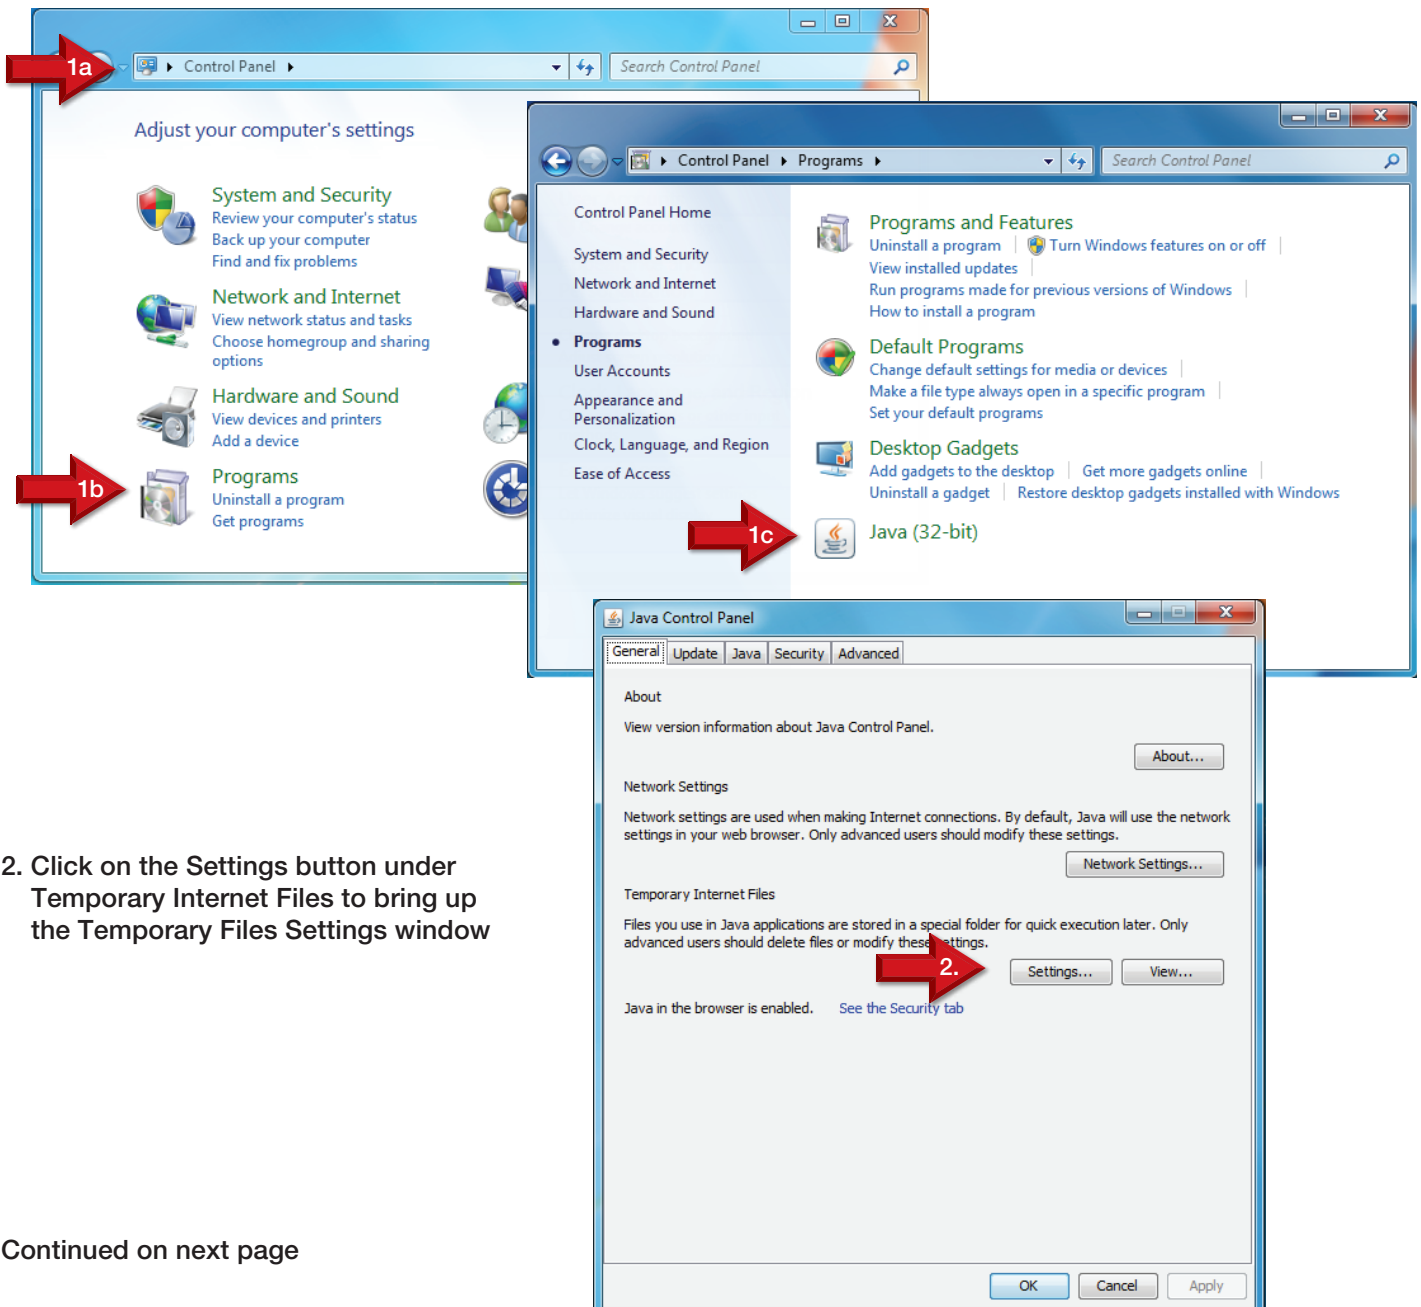 1a
Control Panel
Search Control Panel
Adjust your computer's settings
System and Security
Review your computer's status
Back up your computer
Find and fix problems
Network and Internet
View network status and tasks
Choose homegroup and sharing
options
Hardware and Sound
View devices and printers
Add a device
1b
Programs
Uninstall a program
Get programs
Control Panel Programs
Search Control Panel
Control Panel Home
System and Security
Network and Internet
Hardware and Sound
• Programs
User Accounts
Appearance and
Personalization
Clock, Language, and Region
Ease of Access
Programs and Features
Uninstall a program Turn Windows features on or off
View installed updates
Run programs made for previous versions of Windows
How to install a program
Default Programs
Change default settings for media or devices
Make a file type always open in a specific program
Set your default programs
Desktop Gadgets
Add gadgets to the desktop Get more gadgets online
Uninstall a gadget Restore desktop gadgets installed with Windows
1c
Java (32-bit)
Java Control Panel
General Update Java Security Advanced
About
View version information about Java Control Panel.
About...
Network Settings
Network settings are used when making Internet connections. By default, Java will use the network
settings in your web browser. Only advanced users should modify these settings.
Network Settings...
Temporary Internet Files
Files you use in Java applications are stored in a special folder for quick execution later. Only
advanced users should delete files or modify these settings.
2.
Settings... View...
Java in the browser is enabled. See the Security tab
OK Cancel Apply
2. Click on the Settings button under
Temporary Internet Files to bring up
the Temporary Files Settings window
Continued on next page